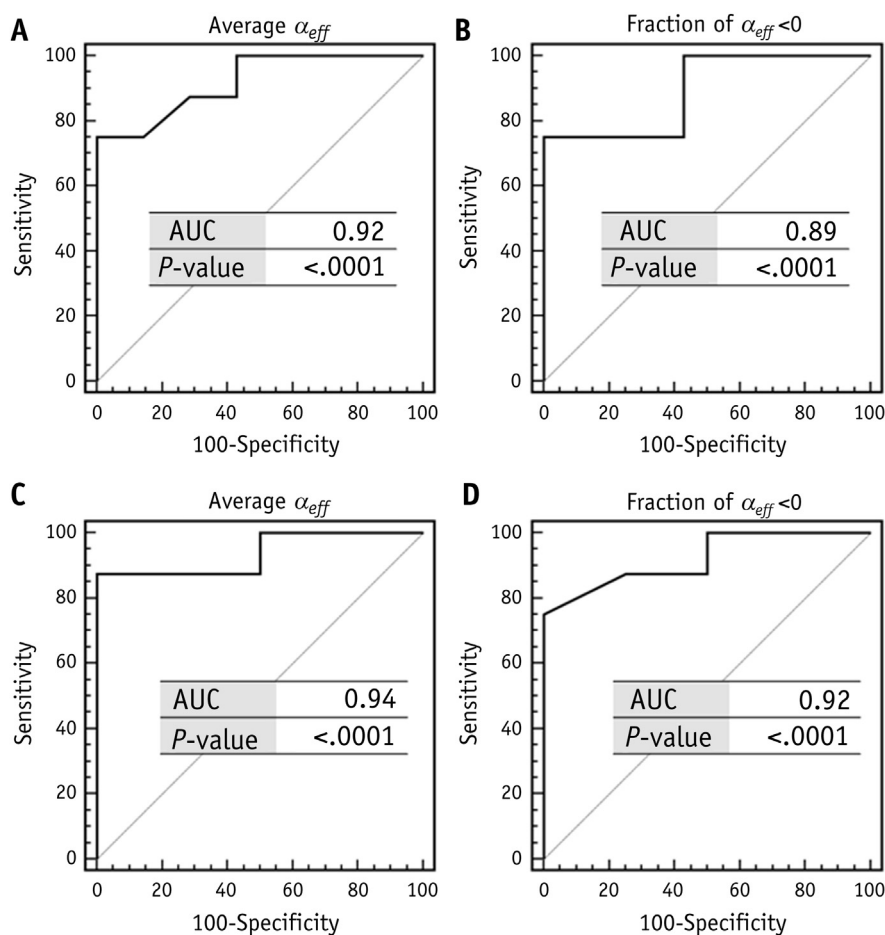 A
Average αeff
100
80
60
40
20
0
Sensitivity
AUC 0.92
P-value <.0001
0 20 40 60 80 100
100-Specificity
B
Fraction of αeff <0
100
80
60
40
20
0
Sensitivity
AUC 0.89
P-value <.0001
0 20 40 60 80 100
100-Specificity
C
Average αeff
100
80
60
40
20
0
Sensitivity
AUC 0.94
P-value <.0001
0 20 40 60 80 100
100-Specificity
D
Fraction of αeff <0
100
80
60
40
20
0
Sensitivity
AUC 0.92
P-value <.0001
0 20 40 60 80 100
100-Specificity